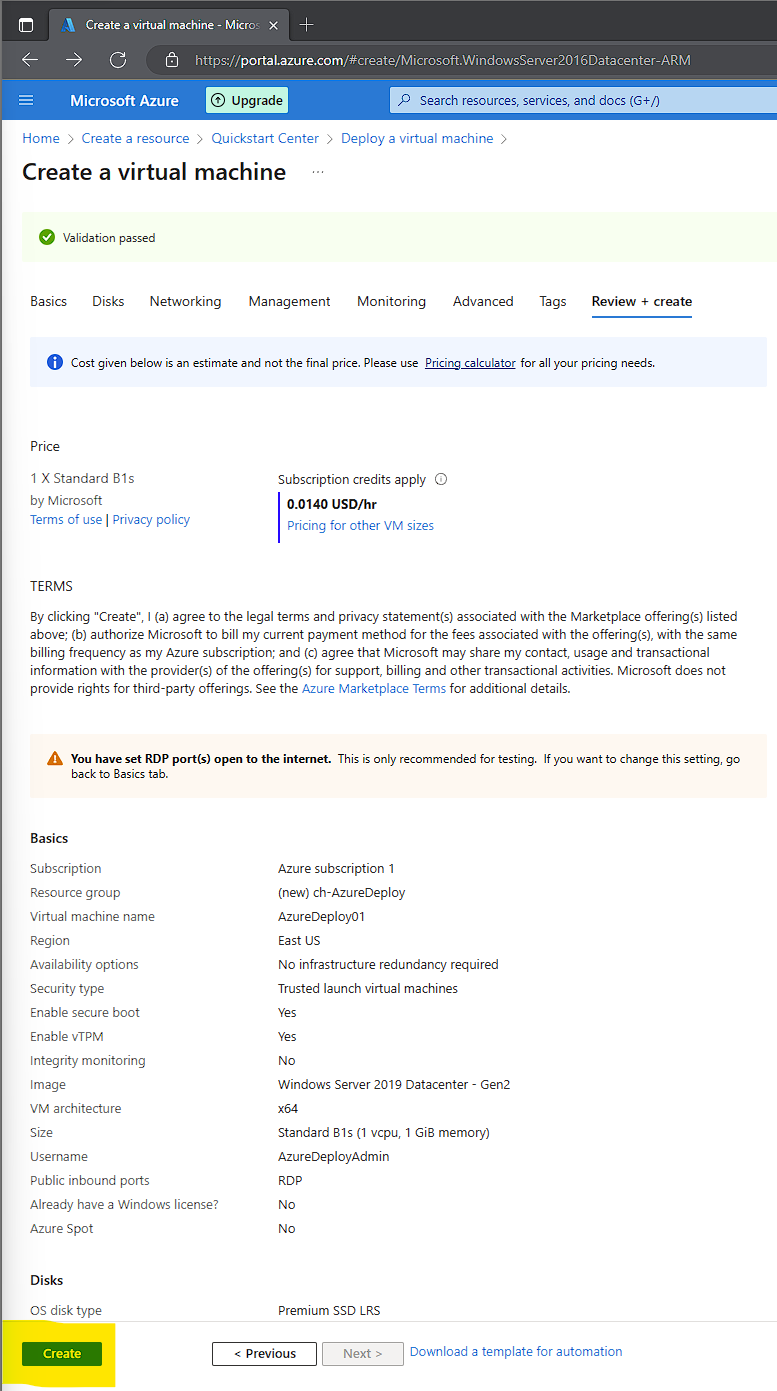 Create a virtual machine - Micros
https://portal.azure.com/#create/Microsoft.WindowsServer2016Datacenter-ARM
Microsoft Azure
Upgrade
Search resources, services, and docs (G+/)
Home > Create a resource > Quickstart Center > Deploy a virtual machine >
Create a virtual machine ...
Validation passed
Basics Disks Networking Management Monitoring Advanced Tags Review + create
Cost given below is an estimate and not the final price. Please use Pricing calculator for all your pricing needs.
Price
1 X Standard B1s
by Microsoft
Terms of use | Privacy policy
Subscription credits apply
0.0140 USD/hr
Pricing for other VM sizes
TERMS
By clicking "Create", I (a) agree to the legal terms and privacy statement(s) associated with the Marketplace offering(s) listed
above; (b) authorize Microsoft to bill my current payment method for the fees associated with the offering(s), with the same
billing frequency as my Azure subscription; and (c) agree that Microsoft may share my contact, usage and transactional
information with the provider(s) of the offering(s) for support, billing and other transactional activities. Microsoft does not
provide rights for third-party offerings. See the Azure Marketplace Terms for additional details.
You have set RDP port(s) open to the internet. This is only recommended for testing. If you want to change this setting, go
back to Basics tab.
Basics
Subscription Azure subscription 1
Resource group (new) ch-AzureDeploy
Virtual machine name AzureDeploy01
Region East US
Availability options No infrastructure redundancy required
Security type Trusted launch virtual machines
Enable secure boot Yes
Enable vTPM Yes
Integrity monitoring No
Image Windows Server 2019 Datacenter - Gen2
VM architecture x64
Size Standard B1s (1 vcpu, 1 GiB memory)
Username AzureDeployAdmin
Public inbound ports RDP
Already have a Windows license? No
Azure Spot No
Disks
OS disk type Premium SSD LRS
Create
< Previous
Next >
Download a template for automation